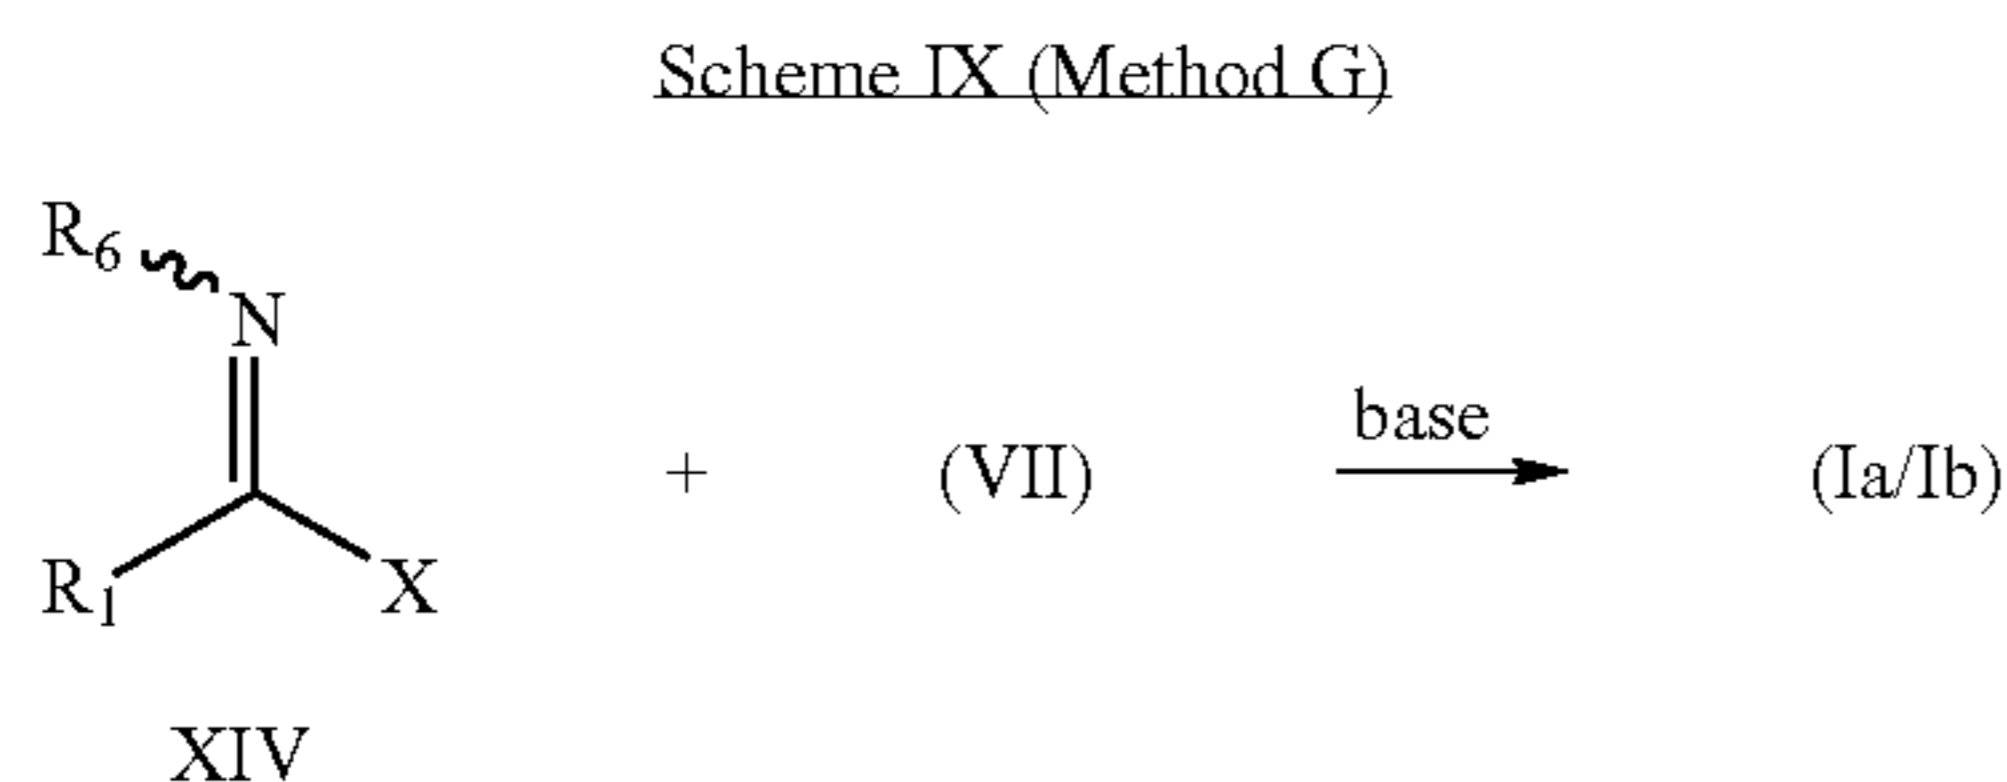 Scheme IX (Method G)
R6
N
base
+ (VII) (Ia/Ib)
R1 X
XIV